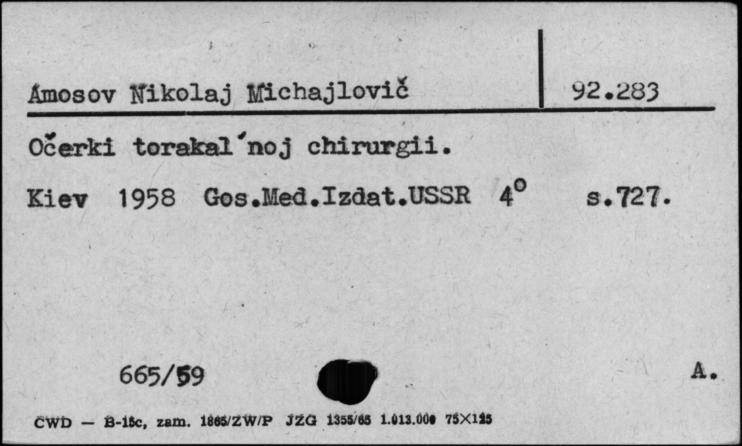 Amosov Nikolaj Michajlovič 92.283
Očerki torakal'noj chirurgii.
Kiev 1958 Gos.Med.Izdat.USSR 4° s.727.
665/59 A.
CWD — B-15c, zam. 1865/ZW/P JZG 1355/65 1.013.000 75X125